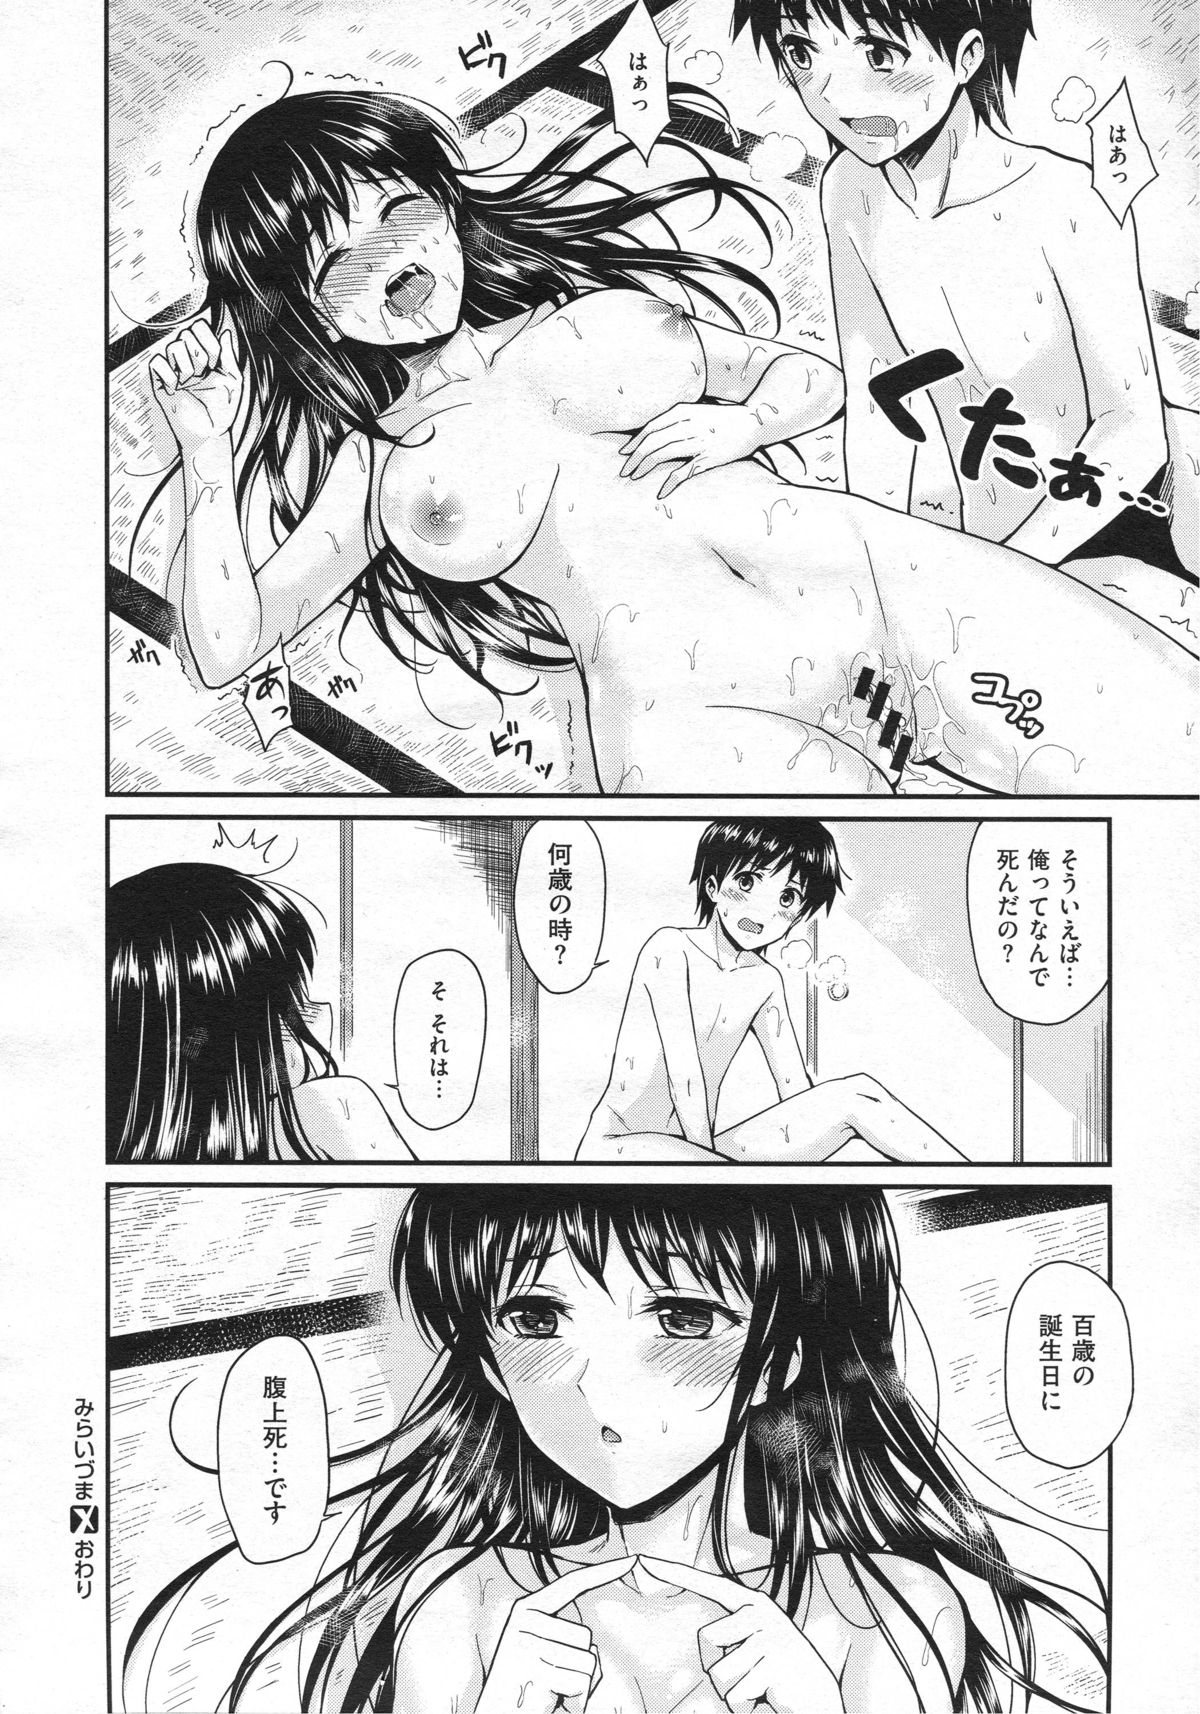 はぁっ
はあっ
ビク
くたぁ…
ガク
ガク
あっ
ビクッ
コプッ
そういえば…
俺ってなんで
死んだの?
何歳の時?
そ それは…
百歳の
誕生日に
腹上死…です
みらいづま X おわり